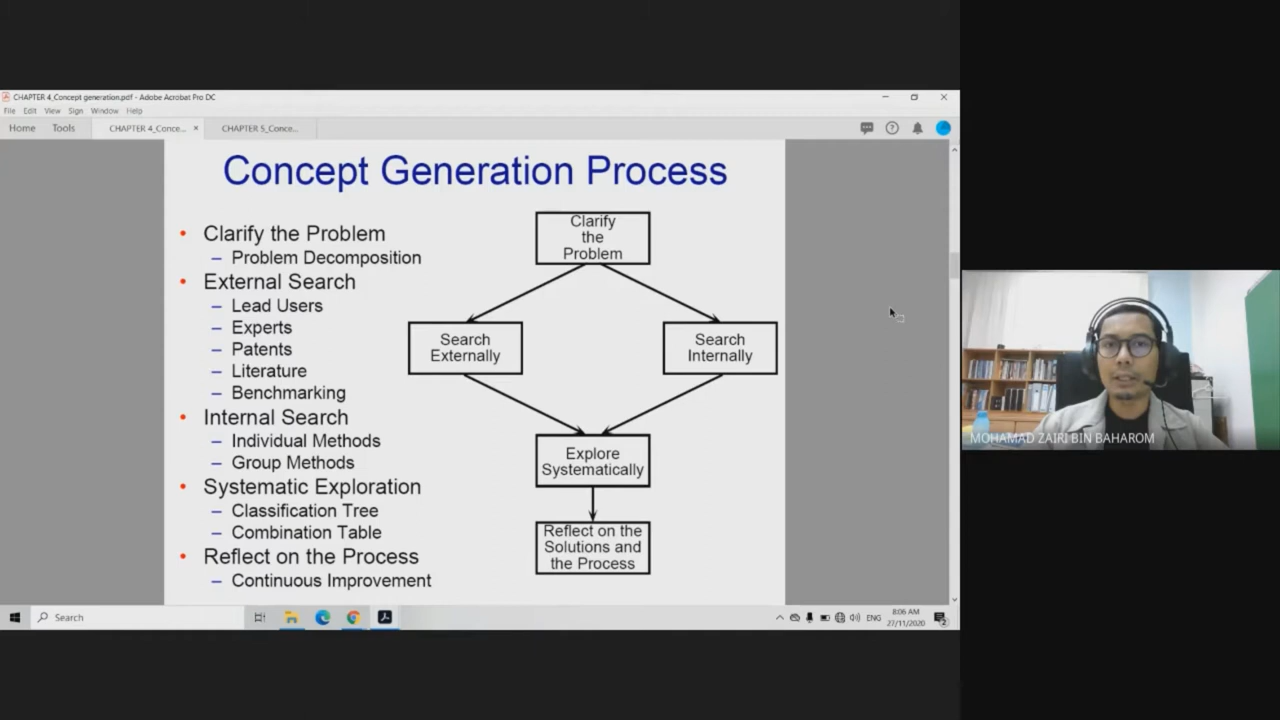 CHAPTER 4_Concept generation.pdf - Adobe Acrobat Pro DC
File Edit View Sign Window Help
Home Tools CHAPTER 4_Conce... × CHAPTER 5_Conce...
Concept Generation Process
• Clarify the Problem
– Problem Decomposition
• External Search
– Lead Users
– Experts
– Patents
– Literature
– Benchmarking
• Internal Search
– Individual Methods
– Group Methods
• Systematic Exploration
– Classification Tree
– Combination Table
• Reflect on the Process
– Continuous Improvement
Clarify
the
Problem
Search
Externally
Search
Internally
Explore
Systematically
Reflect on the
Solutions and
the Process
MOHAMAD ZAIRI BIN BAHAROM
Search
ENG
8:06 AM
27/11/2020
2